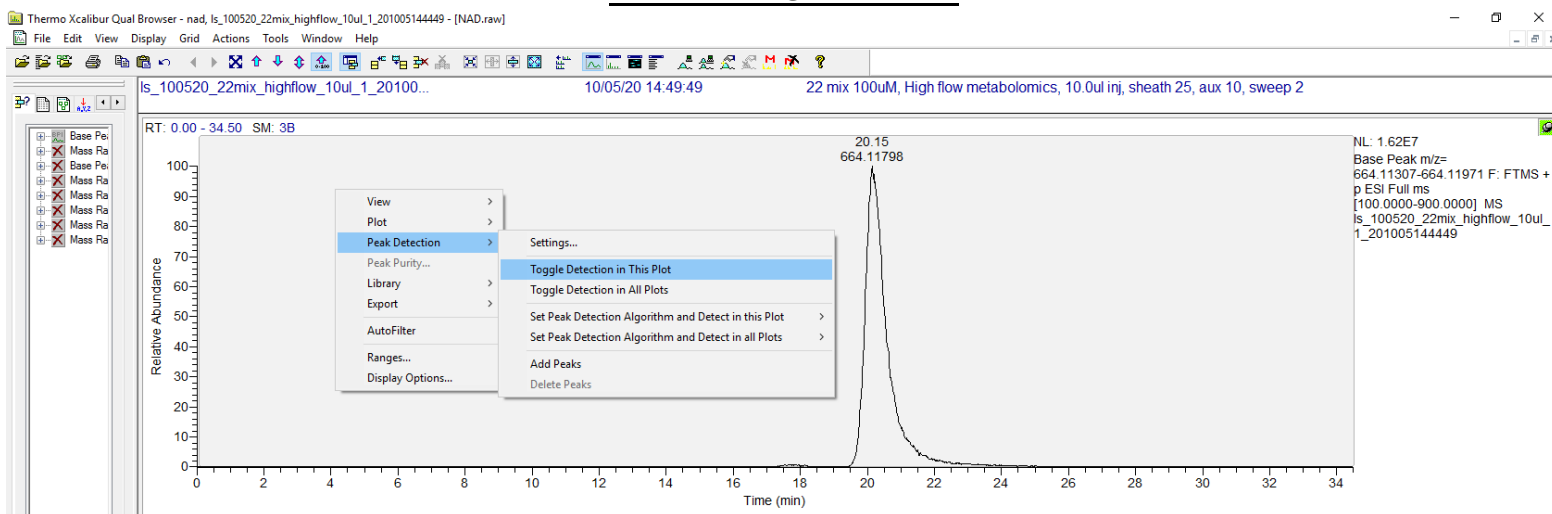 Thermo Xcalibur Qual Browser - nad, ls_100520_22mix_highflow_10ul_1_201005144449 - [NAD.raw]
File Edit View Display Grid Actions Tools Window Help
ls_100520_22mix_highflow_10ul_1_20100...
10/05/20 14:49:49
22 mix 100uM, High flow metabolomics, 10.0ul inj, sheath 25, aux 10, sweep 2
Base Pe
Mass Ra
Base Pe
Mass Ra
Mass Ra
Mass Ra
Mass Ra
Mass Ra
RT: 0.00 - 34.50 SM: 3B
20.15
664.11798
NL: 1.62E7
Base Peak m/z=
664.11307-664.11971 F: FTMS +
p ESI Full ms
[100.0000-900.0000] MS
ls_100520_22mix_highflow_10ul_
1_201005144449
View
Plot
Peak Detection
Peak Purity...
Library
Export
AutoFilter
Ranges...
Display Options...
Settings...
Toggle Detection in This Plot
Toggle Detection in All Plots
Set Peak Detection Algorithm and Detect in this Plot
Set Peak Detection Algorithm and Detect in all Plots
Add Peaks
Delete Peaks
Relative Abundance
100
90
80
70
60
50
40
30
20
10
0
0 2 4 6 8 10 12 14 16 18 20 22 24 26 28 30 32 34
Time (min)